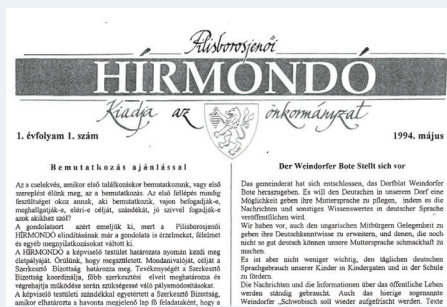 Pilisborosjenői
HÍRMONDÓ
Kiadja az önkormányzat
1. évfolyam 1. szám
1994. május
Bemutatkozás ajánlással
Az a cselekvés, amikor első találkozáskor bemutatkozunk, vagy első
szereplést élünk meg, az a bemutatkozás. Az első fellépés mindig
feszültséget okoz annak, aki bemutatkozik, vajon befogadják-e,
meghallgatják-e, eléri-e célját, szándékát, jó szívvel fogadják-e
azok akikhez szól?
A gondolatsort azért emeljük ki, mert a Pilisborosjenői
HÍRMONDÓ elindításának már a gondolata is érzelmeket, félelmet
és egyéb megnyilatkozásokat váltott ki.
A HÍRMONDÓ a képviselő testület határozata nyomán kezdi meg
életpályáját. Örülünk, hogy megszületett. Mondanivalóját, célját a
Szerkesztő Bizottság határozza meg. Tevékenységét a Szerkesztő
Bizottság koordinálja, főbb szerkesztési elveit meghatározza és
végrehajtja működése során szükségessé váló pályamódosításokat.
A képviselő testületi szándékkal egyetértett a Szerkesztő Bizottság,
amikor elhatározta a havonta megjelenő lap fő feladataként, hogy a
Der Weindorfer Bote Stellt sich vor
Das gemeinderat hat sich entschlossen, das Dorfblat Weindorfer
Bote herauszugeben. Es will den Deutschen in unserem Dorf eine
Möglichkeit geben ihre Muttersprache zu pflegen, indem es die
Nachrichten und sonstiges Wissenswertes in deutscher Sprache
veröffentlichen wird.
Wir haben vor, auch den ungarischen Mitbürgern Gelegenheit zu
geben ihre Deutschkenntwisse zu erweitern, und denen, die noch
nicht so gut deutsch können unsere Muttersprache schmackhaft zu
machen.
Es ist aber nicht weniger wichtig, den täglichen deutschen
Sprachgebrauch unserer Kinder in Kindergaten und in der Schule
zu fördern.
Die Nachrichten und die Informationen über das öffentliche Lebste
werden ständig gebraucht. Auch das hierige sogenannte
Weindorfer „Schwobisch soll wieder aufgefrischt werden. Texte